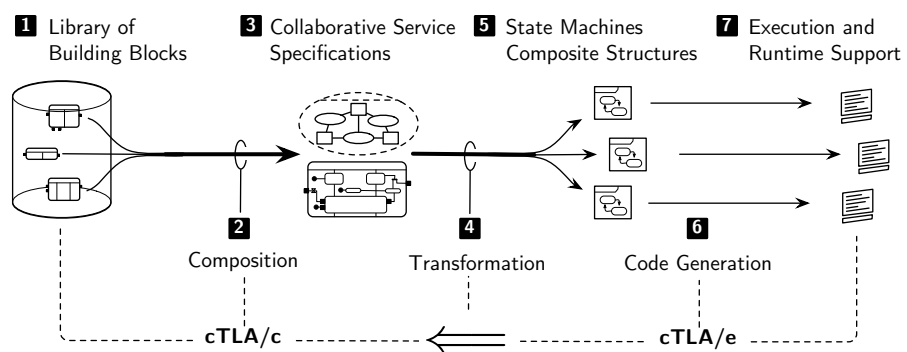 1 Library of
Building Blocks
3 Collaborative Service
Specifications
5 State Machines
Composite Structures
7 Execution and
Runtime Support
2
Composition
4
Transformation
6
Code Generation
cTLA/c
cTLA/e